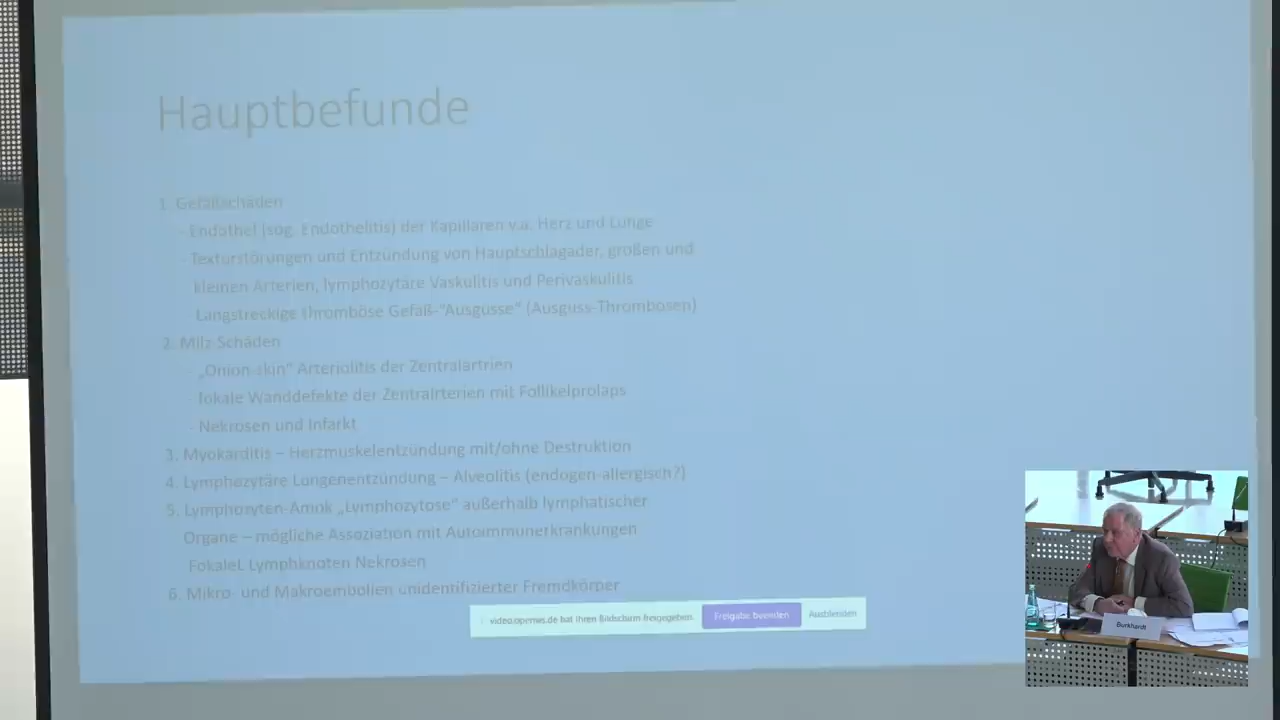 Hauptbefunde
1. Gefäßschäden
- Endothel (sog. Endothelitis) der Kapillaren v.a. Herz und Lunge
- Texturstörungen und Entzündung von Hauptschlagader, großen und
kleinen Arterien, lymphozytäre Vaskulitis und Perivaskulitis
Langstreckige thromböse Gefäß-"Ausgüsse" (Ausguss-Thrombosen)
2. Milz Schäden
- „Onion-skin" Arteriolitis der Zentralartrien
- fokale Wanddefekte der Zentralrterien mit Follikelprolaps
- Nekrosen und Infarkt
3. Myokarditis – Herzmuskelentzündung mit/ohne Destruktion
4. Lymphozytäre Lungenentzündung – Alveolitis (endogen-allergisch?)
5. Lymphozyten-Amok „Lymphozytose" außerhalb lymphatischer
Organe – mögliche Assoziation mit Autoimmunerkrankungen
FokaleL Lymphknoten Nekrosen
6. Mikro- und Makroembolien unidentifizierter Fremdkörper
video.openws.de hat Ihren Bildschirm freigegeben. Freigabe beenden Ausblenden
Burkhardt